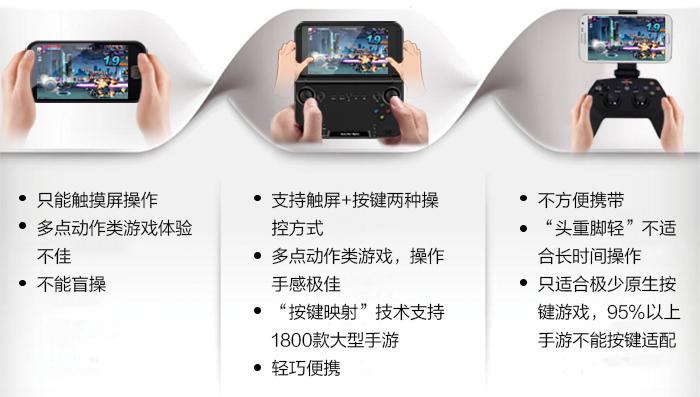 只能触摸屏操作
多点动作类游戏体验
不佳
不能盲操
支持触屏+按键两种操
控方式
多点动作类游戏，操作
手感极佳
“按键映射”技术支持
1800款大型手游
轻巧便携
不方便携带
“头重脚轻”不适
合长时间操作
只适合极少原生按
键游戏，95%以上
手游不能按键适配